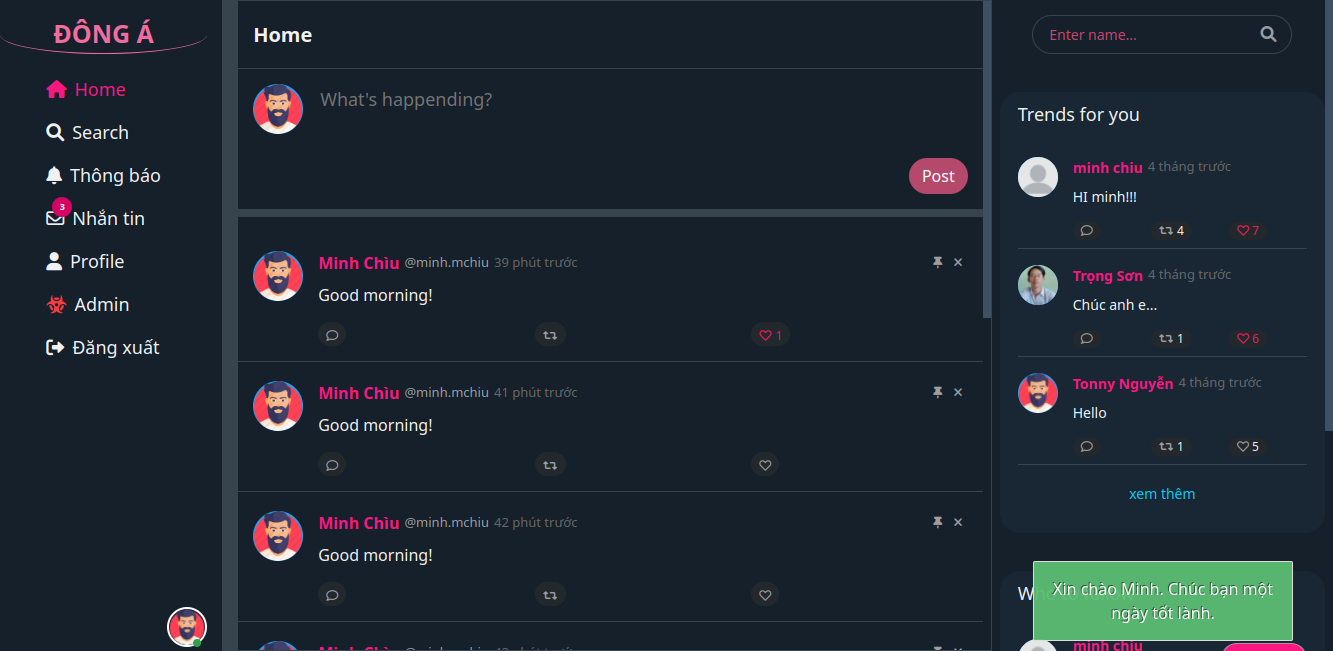 ĐÔNG Á
Home
Search
Thông báo
3
Nhắn tin
Profile
Admin
Đăng xuất
Home
What's happending?
Post
Minh Chìu @minh.mchiu 39 phút trước
Good morning!
1
Minh Chìu @minh.mchiu 41 phút trước
Good morning!
Minh Chìu @minh.mchiu 42 phút trước
Good morning!
Minh Chìu @minh.mchiu
Enter name...
Trends for you
minh chiu 4 tháng trước
HI minh!!!
4 7
Trọng Sơn 4 tháng trước
Chúc anh e...
1 6
Tonny Nguyễn 4 tháng trước
Hello
1 5
xem thêm
Xin chào Minh. Chúc bạn một
ngày tốt lành.
minh chiu